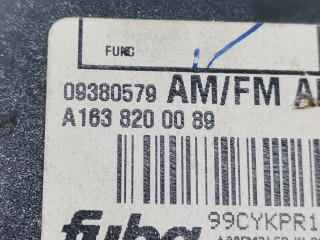 FUNC
09380579 AM/FM
A 163 820 00 89
99CYKPR1
fuba